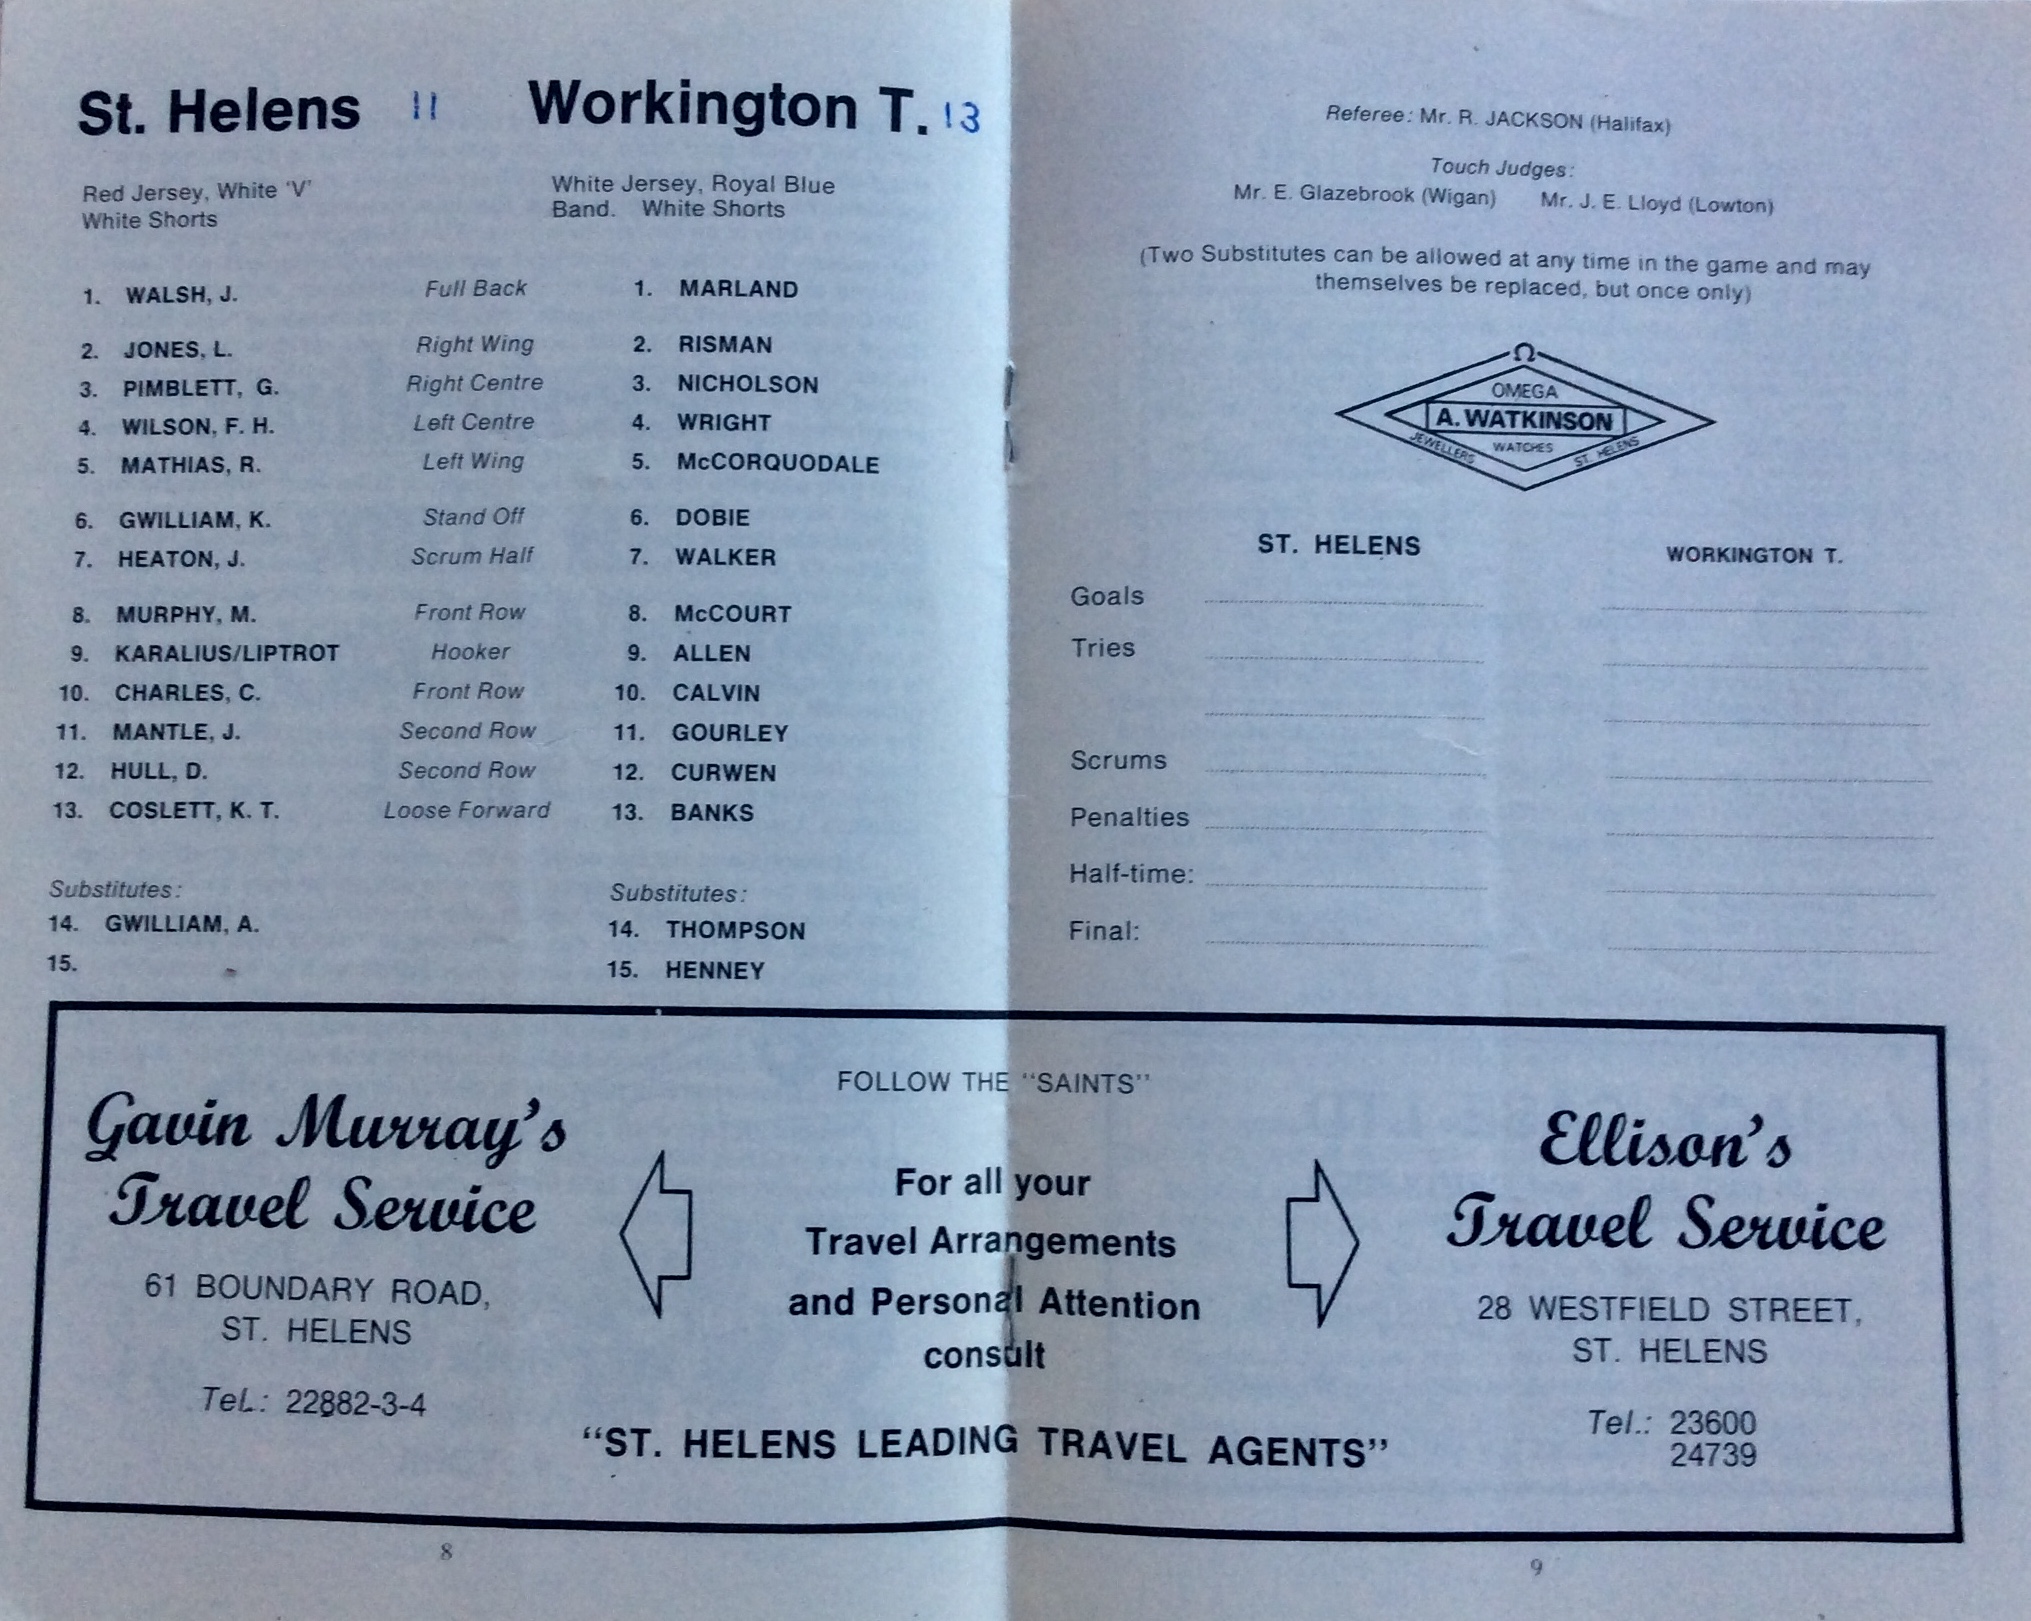 St. Helens 11
Red Jersey, White 'V'
White Shorts
Workington T. 13
White Jersey, Royal Blue
Band. White Shorts
1. WALSH, J. Full Back 1. MARLAND
2. JONES, L. Right Wing 2. RISMAN
3. PIMBLETT, G. Right Centre 3. NICHOLSON
4. WILSON, F. H. Left Centre 4. WRIGHT
5. MATHIAS, R. Left Wing 5. McCORQUODALE
6. GWILLIAM, K. Stand Off 6. DOBIE
7. HEATON, J. Scrum Half 7. WALKER
8. MURPHY, M. Front Row 8. McCOURT
9. KARALIUS/LIPTROT Hooker 9. ALLEN
10. CHARLES, C. Front Row 10. CALVIN
11. MANTLE, J. Second Row 11. GOURLEY
12. HULL, D. Second Row 12. CURWEN
13. COSLETT, K. T. Loose Forward 13. BANKS
Substitutes: Substitutes:
14. GWILLIAM, A. 14. THOMPSON
15. 15. HENNEY
Referee: Mr. R. JACKSON (Halifax)
Touch Judges:
Mr. E. Glazebrook (Wigan) Mr. J. E. Lloyd (Lowton)
(Two Substitutes can be allowed at any time in the game and may
themselves be replaced, but once only)
Ω
OMEGA
A. WATKINSON
JEWELLERS WATCHES ST. HELENS
ST. HELENS WORKINGTON T.
Goals
Tries
Scrums
Penalties
Half-time:
Final:
FOLLOW THE "SAINTS"
Gavin Murray's
Travel Service
61 BOUNDARY ROAD,
ST. HELENS
Tel.: 22882-3-4
For all your
Travel Arrangements
and Personal Attention
consult
Ellison's
Travel Service
28 WESTFIELD STREET,
ST. HELENS
Tel.: 23600
24739
"ST. HELENS LEADING TRAVEL AGENTS"
8
9